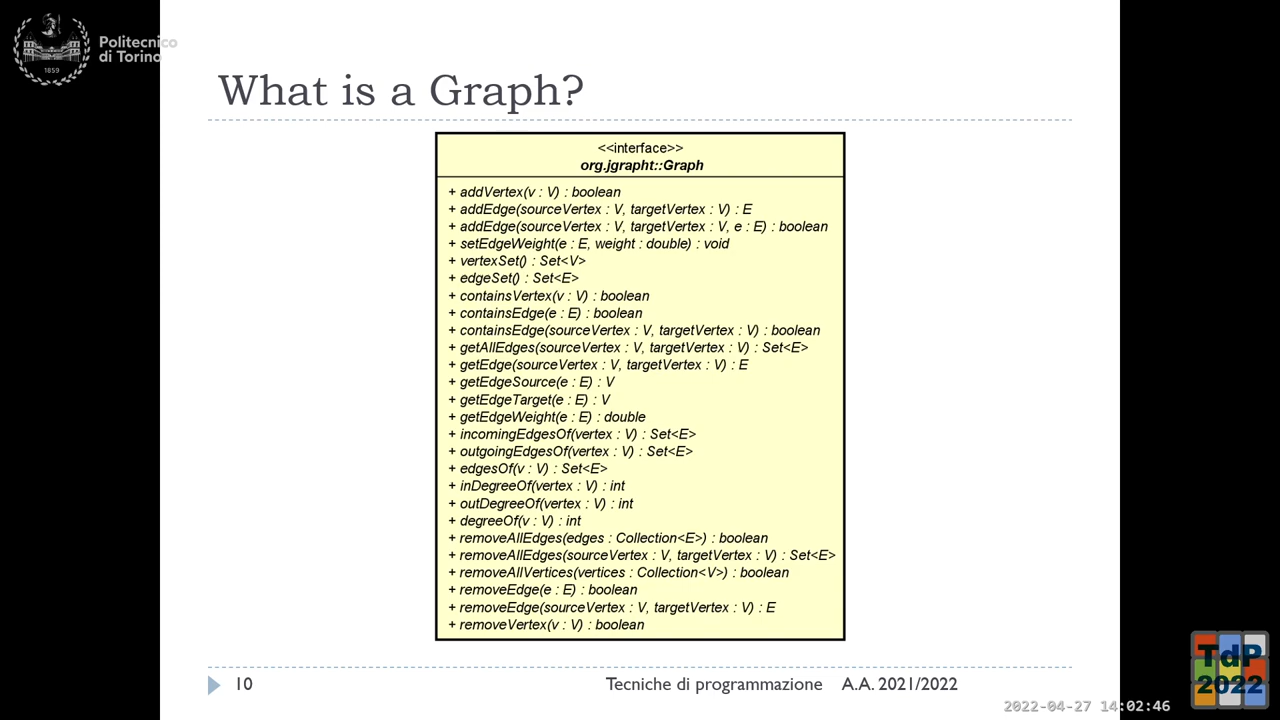 Politecnico
di Torino
1859
What is a Graph?
<<interface>>
org.jgrapht::Graph
+ addVertex(v : V) : boolean
+ addEdge(sourceVertex : V, targetVertex : V) : E
+ addEdge(sourceVertex : V, targetVertex : V, e : E) : boolean
+ setEdgeWeight(e : E, weight : double) : void
+ vertexSet() : Set<V>
+ edgeSet() : Set<E>
+ containsVertex(v : V) : boolean
+ containsEdge(e : E) : boolean
+ containsEdge(sourceVertex : V, targetVertex : V) : boolean
+ getAllEdges(sourceVertex : V, targetVertex : V) : Set<E>
+ getEdge(sourceVertex : V, targetVertex : V) : E
+ getEdgeSource(e : E) : V
+ getEdgeTarget(e : E) : V
+ getEdgeWeight(e : E) : double
+ incomingEdgesOf(vertex : V) : Set<E>
+ outgoingEdgesOf(vertex : V) : Set<E>
+ edgesOf(v : V) : Set<E>
+ inDegreeOf(vertex : V) : int
+ outDegreeOf(vertex : V) : int
+ degreeOf(v : V) : int
+ removeAllEdges(edges : Collection<E>) : boolean
+ removeAllEdges(sourceVertex : V, targetVertex : V) : Set<E>
+ removeAllVertices(vertices : Collection<V>) : boolean
+ removeEdge(e : E) : boolean
+ removeEdge(sourceVertex : V, targetVertex : V) : E
+ removeVertex(v : V) : boolean
10 Tecniche di programmazione A.A. 2021/2022
2022-04-27 14:02:46
TdP
2022